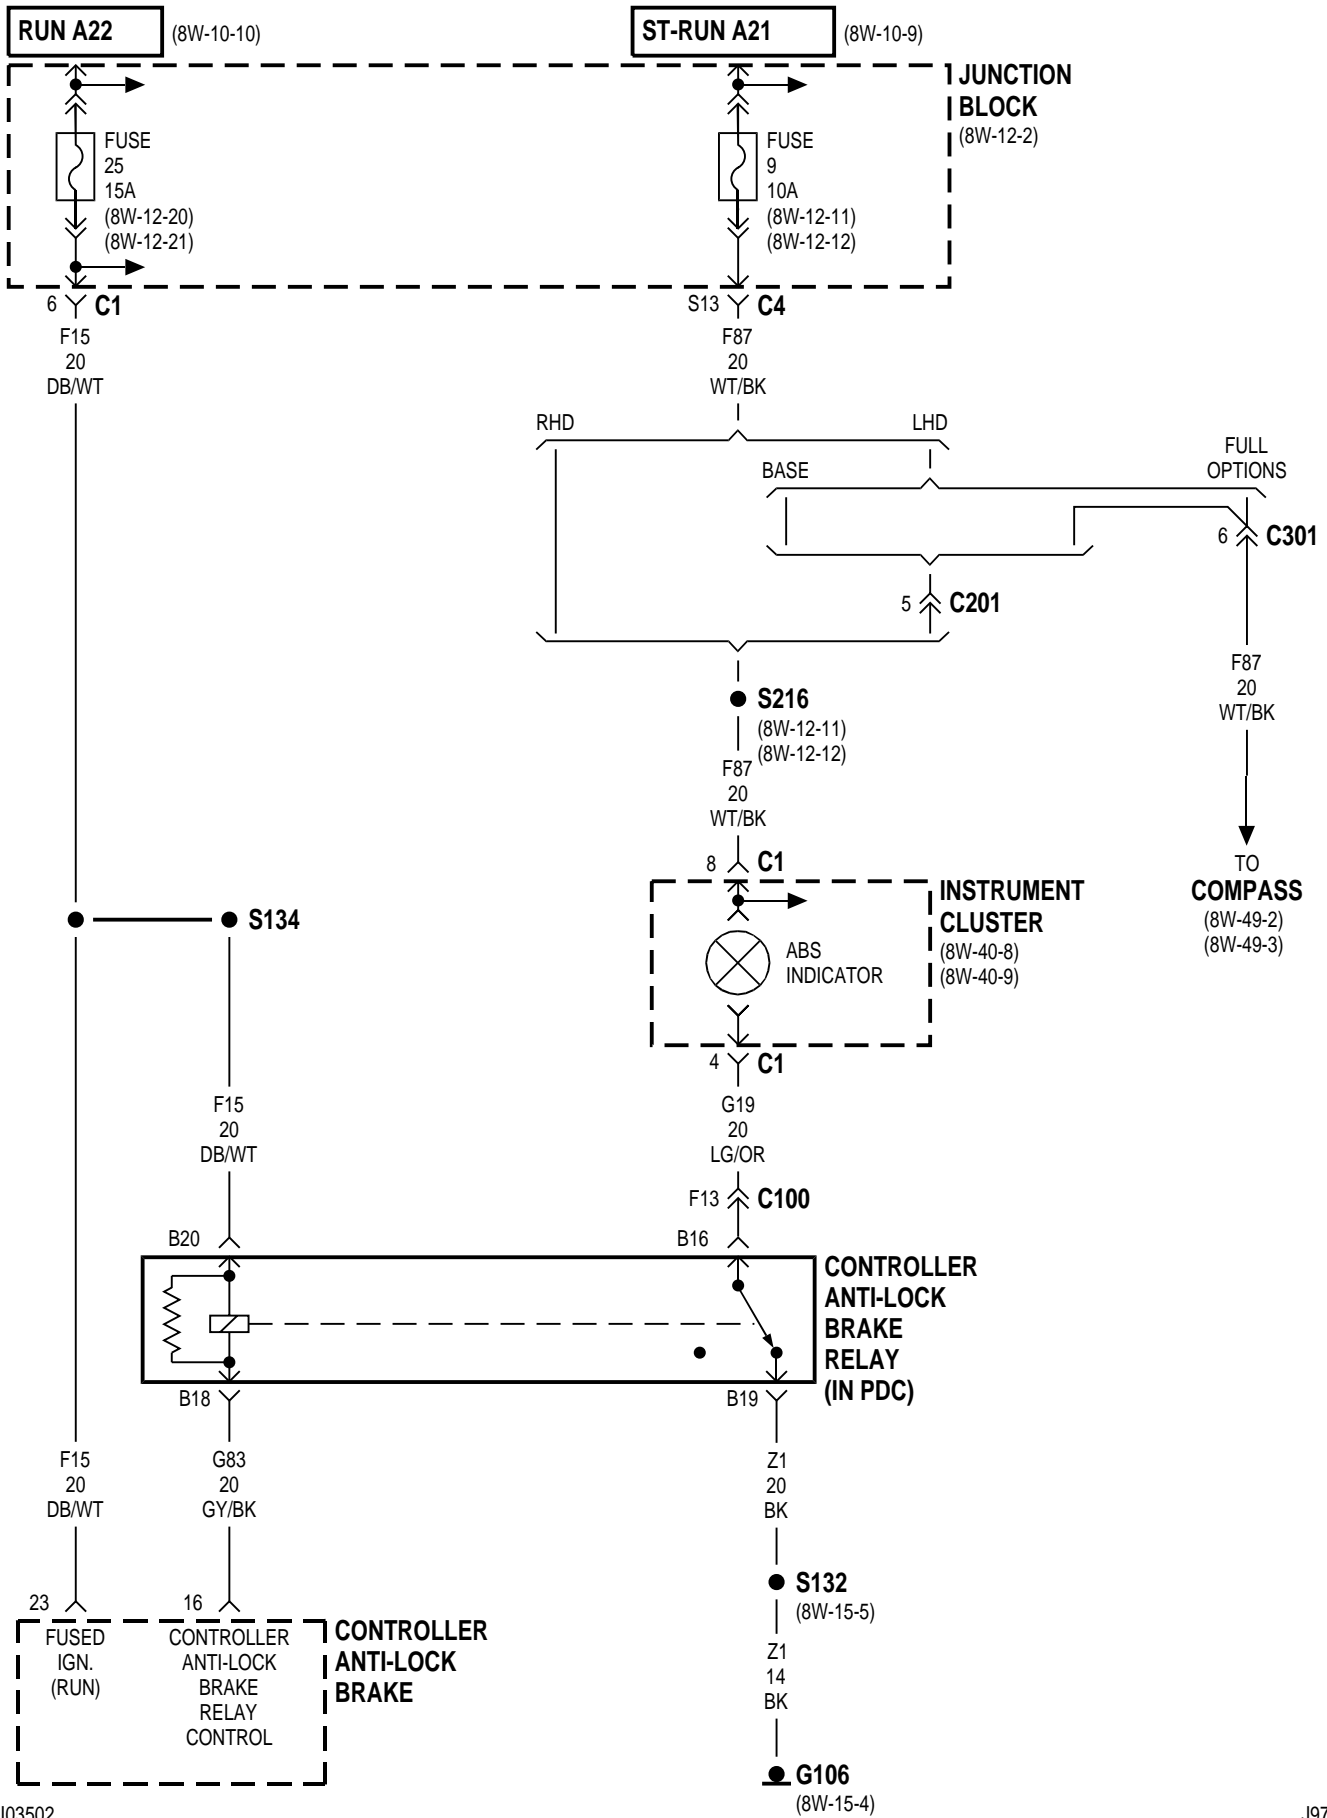 RUN A22
(8W-10-10)
ST-RUN A21
(8W-10-9)
JUNCTION
BLOCK
(8W-12-2)
FUSE
25
15A
(8W-12-20)
(8W-12-21)
FUSE
9
10A
(8W-12-11)
(8W-12-12)
6
C1
S13
C4
F15
20
DB/WT
F87
20
WT/BK
RHD
LHD
BASE
FULL
OPTIONS
6
C301
5
C201
F87
20
WT/BK
S216
(8W-12-11)
(8W-12-12)
F87
20
WT/BK
8
C1
TO
COMPASS
(8W-49-2)
(8W-49-3)
INSTRUMENT
CLUSTER
(8W-40-8)
(8W-40-9)
ABS
INDICATOR
S134
4
C1
G19
20
LG/OR
F15
20
DB/WT
F13
C100
B20
B16
CONTROLLER
ANTI-LOCK
BRAKE
RELAY
(IN PDC)
B18
B19
F15
20
DB/WT
G83
20
GY/BK
Z1
20
BK
S132
(8W-15-5)
23
16
FUSED
IGN.
(RUN)
CONTROLLER
ANTI-LOCK
BRAKE
RELAY
CONTROL
CONTROLLER
ANTI-LOCK
BRAKE
Z1
14
BK
G106
(8W-15-4)
J03502
J97